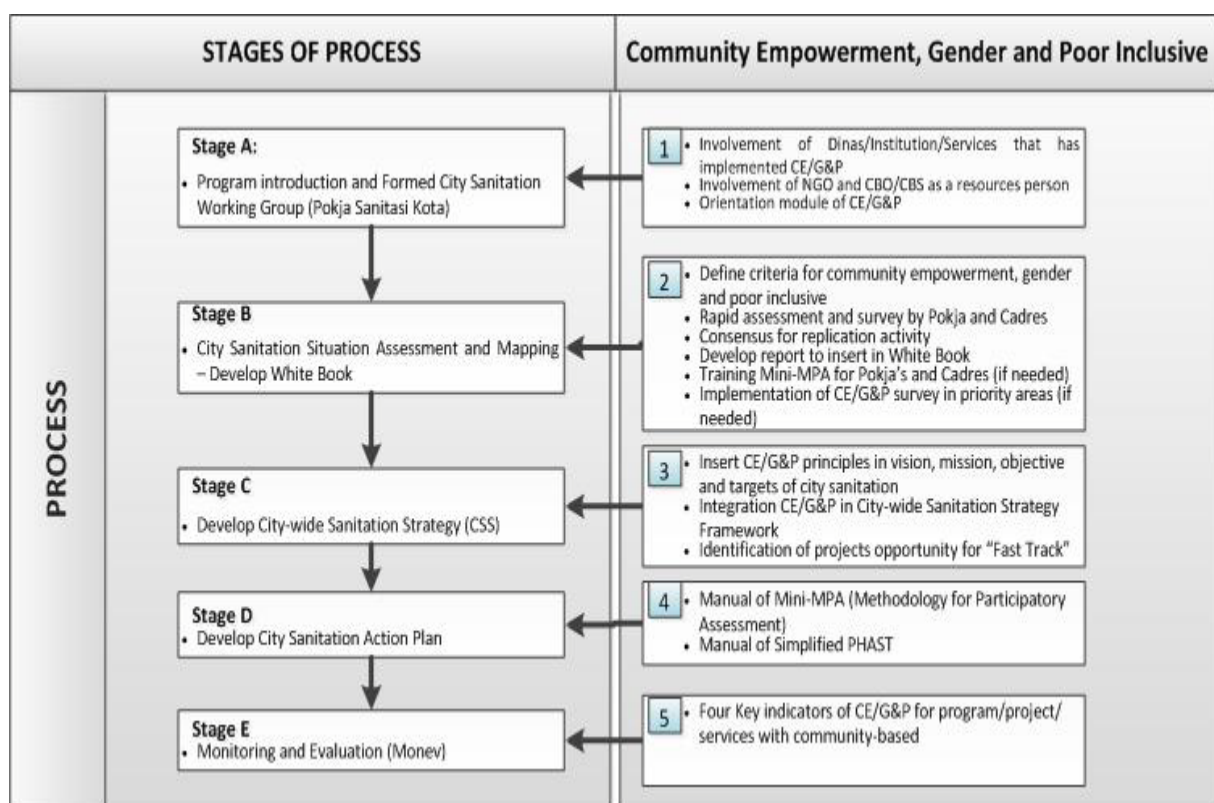 STAGES OF PROCESS
Community Empowerment, Gender and Poor Inclusive
PROCESS
Stage A:
• Program introduction and Formed City Sanitation
Working Group (Pokja Sanitasi Kota)
1
• Involvement of Dinas/Institution/Services that has
implemented CE/G&P
• Involvement of NGO and CBO/CBS as a resources person
• Orientation module of CE/G&P
Stage B
• City Sanitation Situation Assessment and Mapping
– Develop White Book
2
• Define criteria for community empowerment, gender
and poor inclusive
• Rapid assessment and survey by Pokja and Cadres
• Consensus for replication activity
• Develop report to insert in White Book
• Training Mini-MPA for Pokja's and Cadres (if needed)
• Implementation of CE/G&P survey in priority areas (if
needed)
Stage C
• Develop City-wide Sanitation Strategy (CSS)
3
• Insert CE/G&P principles in vision, mission, objective
and targets of city sanitation
• Integration CE/G&P in City-wide Sanitation Strategy
Framework
• Identification of projects opportunity for “Fast Track”
Stage D
• Develop City Sanitation Action Plan
4
• Manual of Mini-MPA (Methodology for Participatory
Assessment)
• Manual of Simplified PHAST
Stage E
• Monitoring and Evaluation (Monev)
5
• Four Key indicators of CE/G&P for program/project/
services with community-based